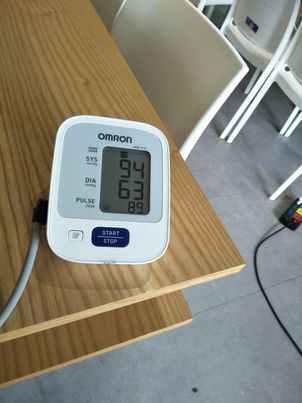 OMRON
SYS
mmHg
94
DIA
mmHg
63
PULSE
/min
89
START
STOP